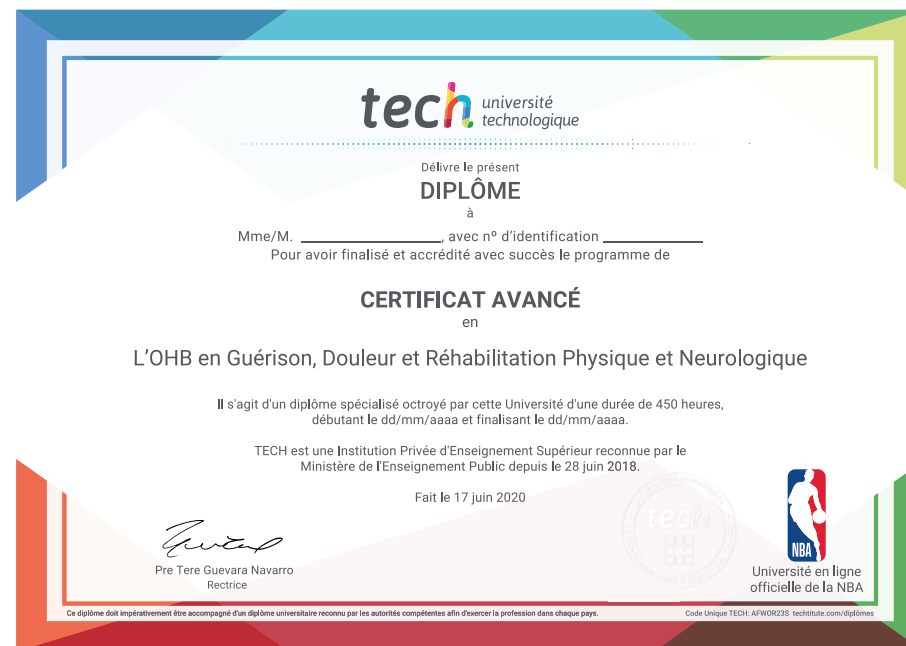 tech université
technologique
Délivre le présent
DIPLÔME
à
Mme/M. ____________________, avec nº d'identification ______________
Pour avoir finalisé et accrédité avec succès le programme de
CERTIFICAT AVANCÉ
en
L'OHB en Guérison, Douleur et Réhabilitation Physique et Neurologique
Il s'agit d'un diplôme spécialisé octroyé par cette Université d'une durée de 450 heures,
débutant le dd/mm/aaaa et finalisant le dd/mm/aaaa.
TECH est une Institution Privée d'Enseignement Supérieur reconnue par le
Ministère de l'Enseignement Public depuis le 28 juin 2018.
Fait le 17 juin 2020
tech
NBA
Pre Tere Guevara Navarro
Rectrice
Université en ligne
officielle de la NBA
Ce diplôme doit impérativement être accompagné d'un diplôme universitaire reconnu par les autorités compétentes afin d'exercer la profession dans chaque pays.
Code Unique TECH: AFWOR23S techtitute.com/diplômes